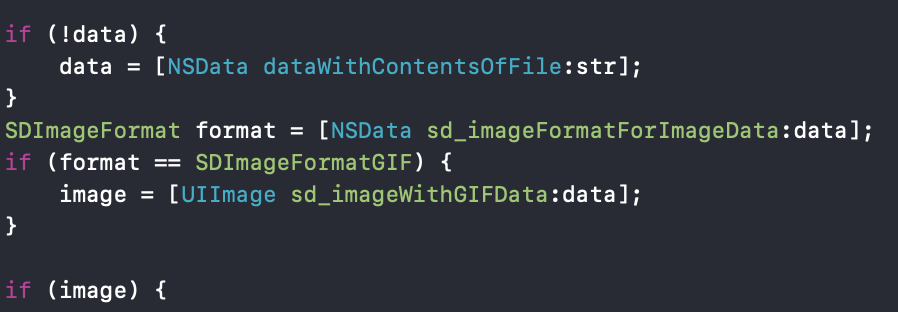 if (!data) {
    data = [NSData dataWithContentsOfFile:str];
}
SDImageFormat format = [NSData sd_imageFormatForImageData:data];
if (format == SDImageFormatGIF) {
    image = [UIImage sd_imageWithGIFData:data];
}
if (image) {